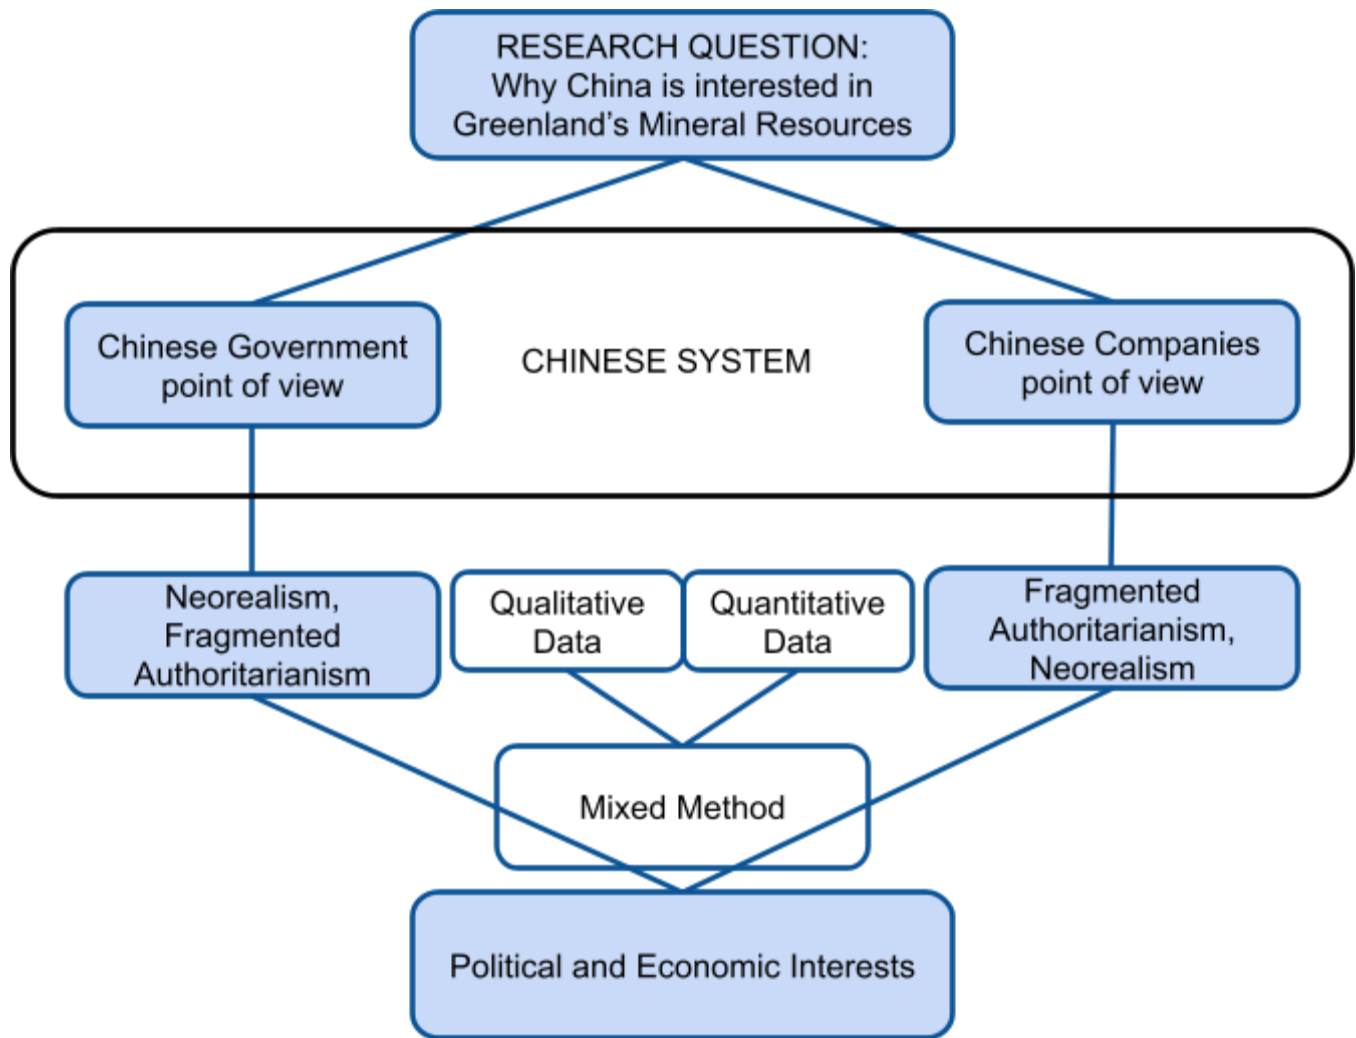 RESEARCH QUESTION:
Why China is interested in
Greenland's Mineral Resources
Chinese Government
point of view
CHINESE SYSTEM
Chinese Companies
point of view
Neorealism,
Fragmented
Authoritarianism
Qualitative
Data
Quantitative
Data
Fragmented
Authoritarianism,
Neorealism
Mixed Method
Political and Economic Interests